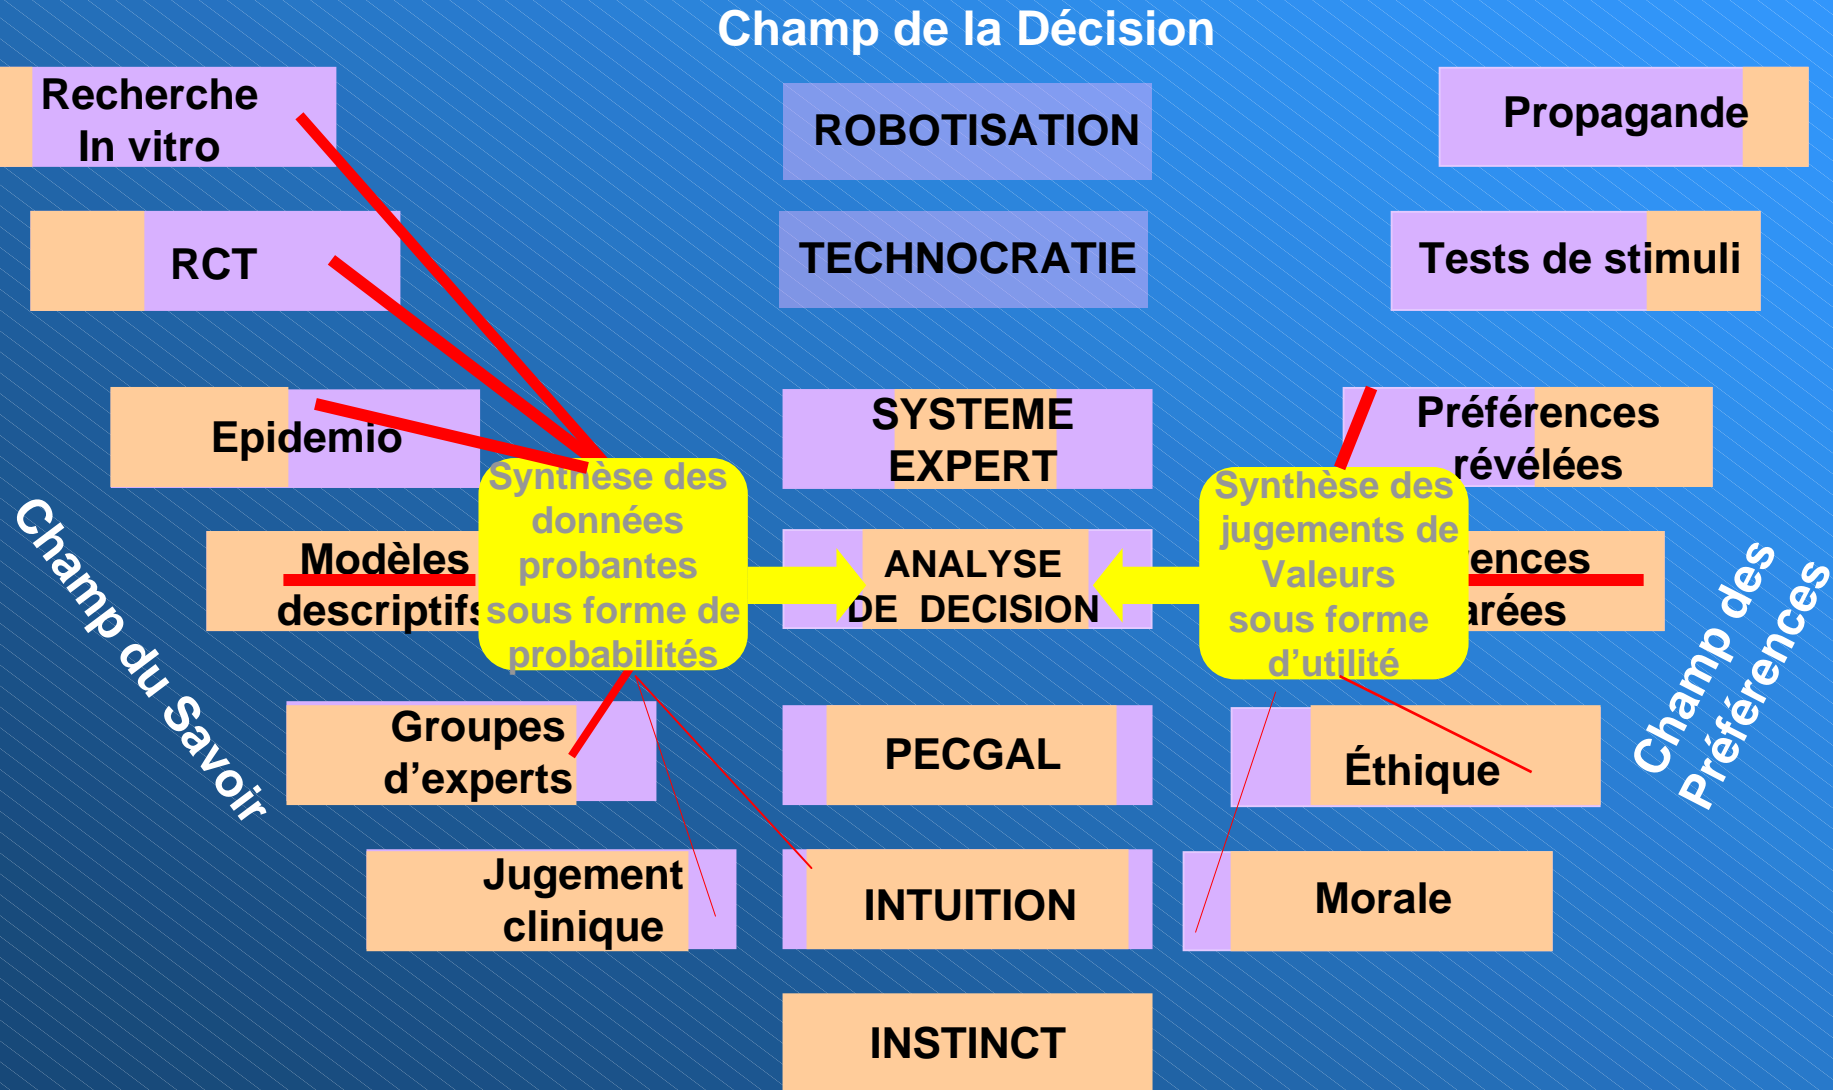 Champ de la Décision
Recherche
In vitro
ROBOTISATION
Propagande
RCT
TECHNOCRATIE
Tests de stimuli
Epidemio
SYSTEME
EXPERT
Préférences
révélées
Champ du Savoir
Modèles
descriptifs
Synthèse des
données
probantes
sous forme de
probabilités
ANALYSE
DE DECISION
Synthèse des
jugements de
Valeurs
sous forme
d’utilité
Champ des
Préférences
Groupes
d’experts
PECGAL
Éthique
Jugement
clinique
INTUITION
Morale
INSTINCT